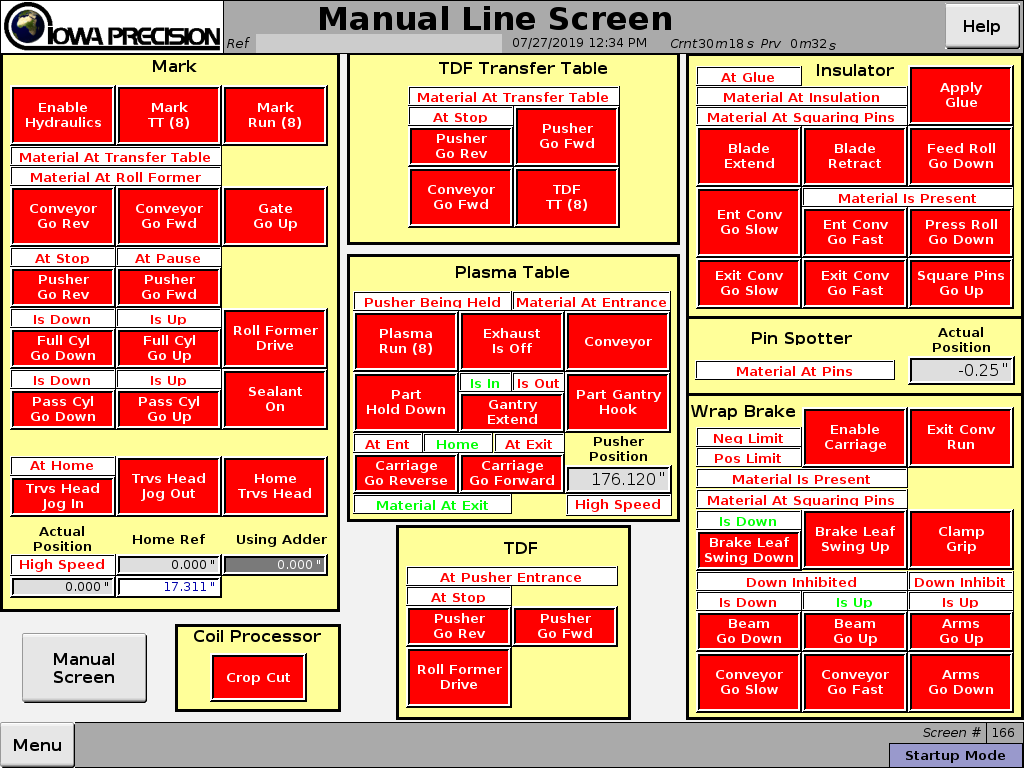 IOWA PRECISION
Manual Line Screen
Help
Ref
07/27/2019 12:34 PM
Crnt30m18s Prv 0m32s
Mark
Enable
Hydraulics
Mark
TT (8)
Mark
Run (8)
Material At Transfer Table
Material At Roll Former
Conveyor
Go Rev
Conveyor
Go Fwd
Gate
Go Up
At Stop
At Pause
Pusher
Go Rev
Pusher
Go Fwd
Is Down
Is Up
Full Cyl
Go Down
Full Cyl
Go Up
Roll Former
Drive
Is Down
Is Up
Pass Cyl
Go Down
Pass Cyl
Go Up
Sealant
On
At Home
Trvs Head
Jog In
Trvs Head
Jog Out
Home
Trvs Head
Actual
Position
Home Ref
Using Adder
High Speed
0.000"
0.000"
0.000"
17.311"
Manual
Screen
Coil Processor
Crop Cut
TDF Transfer Table
Material At Transfer Table
At Stop
Pusher
Go Rev
Pusher
Go Fwd
Conveyor
Go Fwd
TDF
TT (8)
Plasma Table
Pusher Being Held
Material At Entrance
Plasma
Run (8)
Exhaust
Is Off
Conveyor
Part
Hold Down
Is In
Is Out
Gantry
Extend
Part Gantry
Hook
At Ent
Home
At Exit
Pusher
Position
Carriage
Go Reverse
Carriage
Go Forward
176.120"
Material At Exit
High Speed
TDF
At Pusher Entrance
At Stop
Pusher
Go Rev
Pusher
Go Fwd
Roll Former
Drive
At Glue
Insulator
Apply
Glue
Material At Insulation
Material At Squaring Pins
Blade
Extend
Blade
Retract
Feed Roll
Go Down
Ent Conv
Go Slow
Material Is Present
Ent Conv
Go Fast
Press Roll
Go Down
Exit Conv
Go Slow
Exit Conv
Go Fast
Square Pins
Go Up
Pin Spotter
Actual
Position
Material At Pins
-0.25"
Wrap Brake
Enable
Carriage
Exit Conv
Run
Neg Limit
Pos Limit
Material Is Present
Material At Squaring Pins
Is Down
Brake Leaf
Swing Down
Brake Leaf
Swing Up
Clamp
Grip
Down Inhibited
Down Inhibit
Is Down
Is Up
Is Up
Beam
Go Down
Beam
Go Up
Arms
Go Up
Conveyor
Go Slow
Conveyor
Go Fast
Arms
Go Down
Menu
Screen # 166
Startup Mode